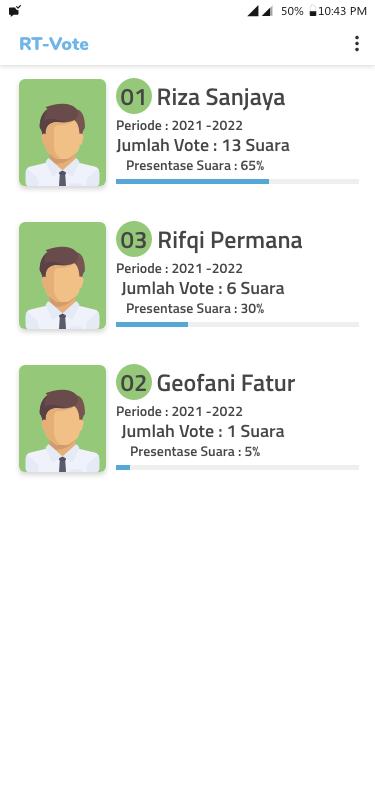 50% 10:43 PM
RT-Vote
01 Riza Sanjaya
Periode : 2021 -2022
Jumlah Vote : 13 Suara
Presentase Suara : 65%
03 Rifqi Permana
Periode : 2021 -2022
Jumlah Vote : 6 Suara
Presentase Suara : 30%
02 Geofani Fatur
Periode : 2021 -2022
Jumlah Vote : 1 Suara
Presentase Suara : 5%